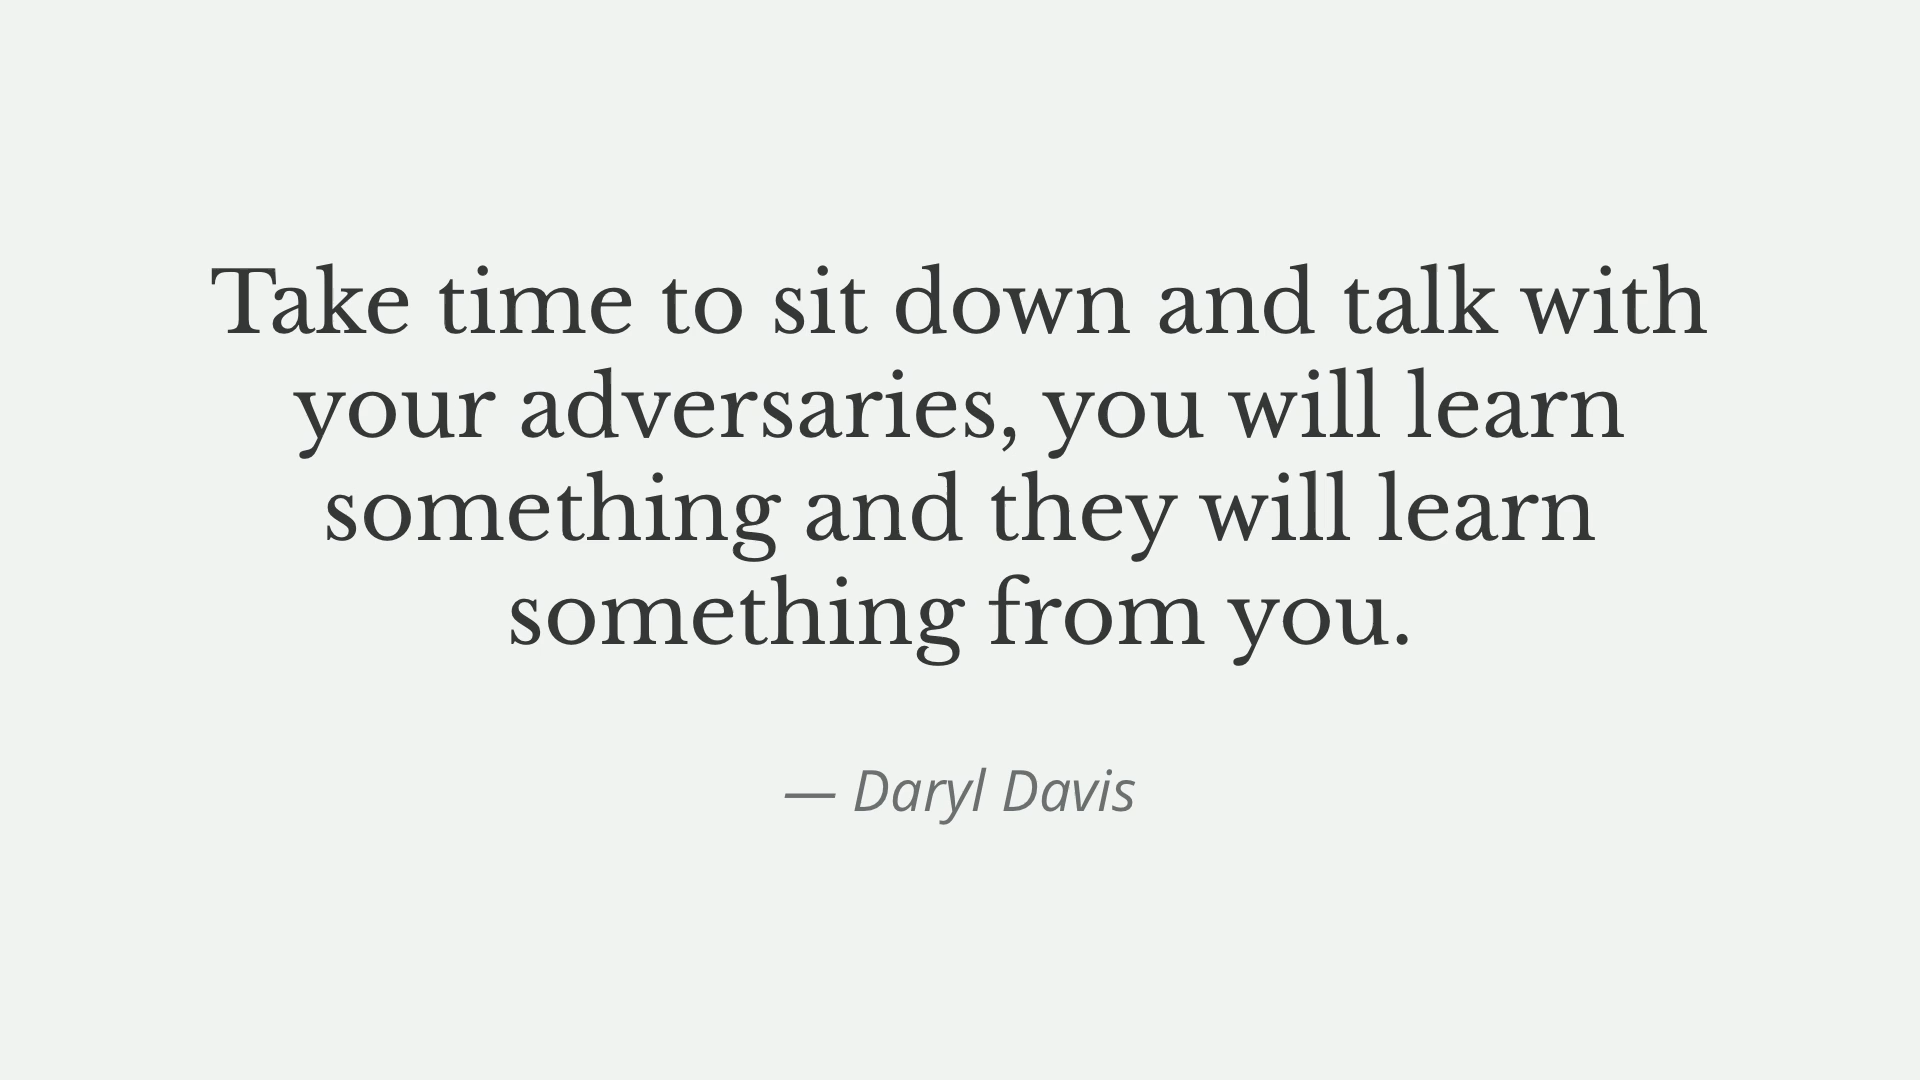 Take time to sit down and talk with
your adversaries, you will learn
something and they will learn
something from you.
— Daryl Davis